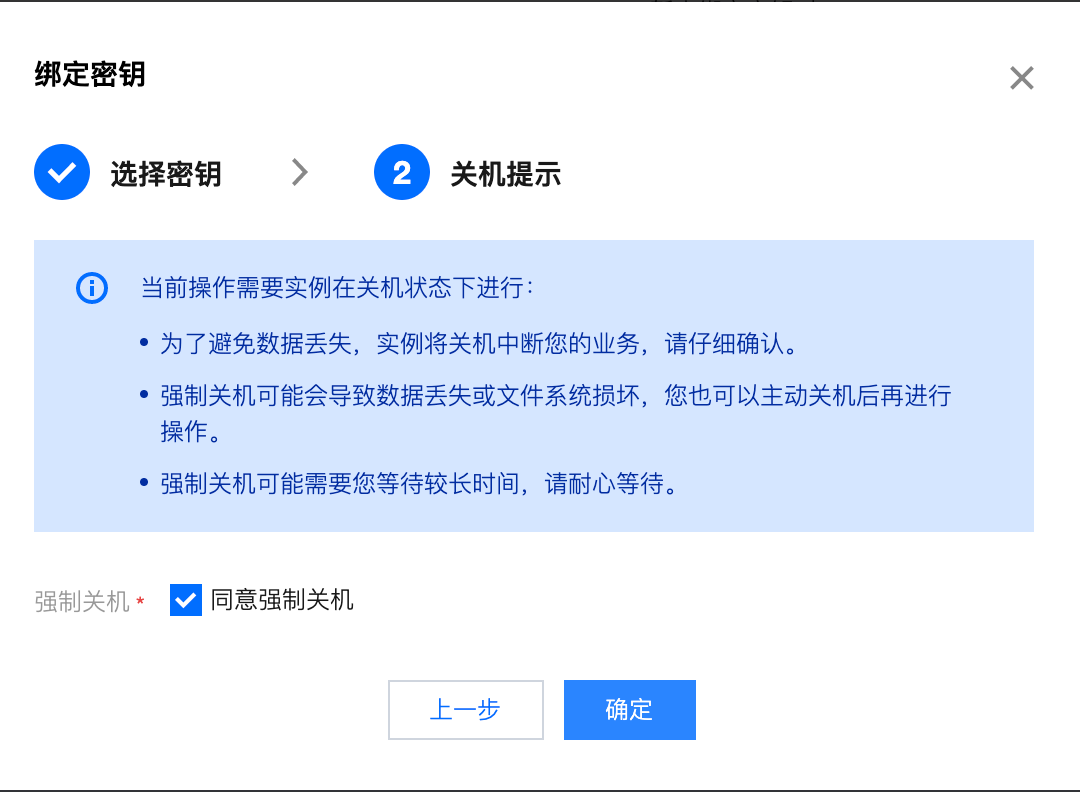 绑定密钥
选择密钥
2 关机提示
当前操作需要实例在关机状态下进行：
• 为了避免数据丢失，实例将关机中断您的业务，请仔细确认。
• 强制关机可能会导致数据丢失或文件系统损坏，您也可以主动关机后再进行
操作。
• 强制关机可能需要您等待较长时间，请耐心等待。
强制关机 * 同意强制关机
上一步
确定